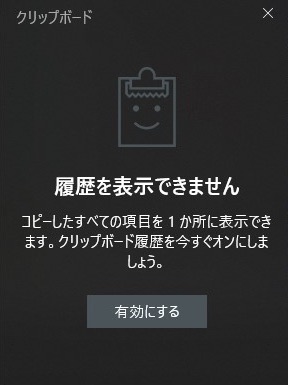 クリップボード
履歴を表示できません
コピーしたすべての項目を 1 か所に表示でき
ます。クリップボード履歴を今すぐオンにしま
しょう。
有効にする